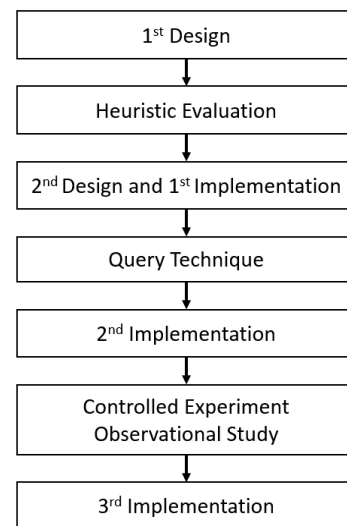 1st Design
Heuristic Evaluation
2nd Design and 1st Implementation
Query Technique
2nd Implementation
Controlled Experiment
Observational Study
3rd Implementation